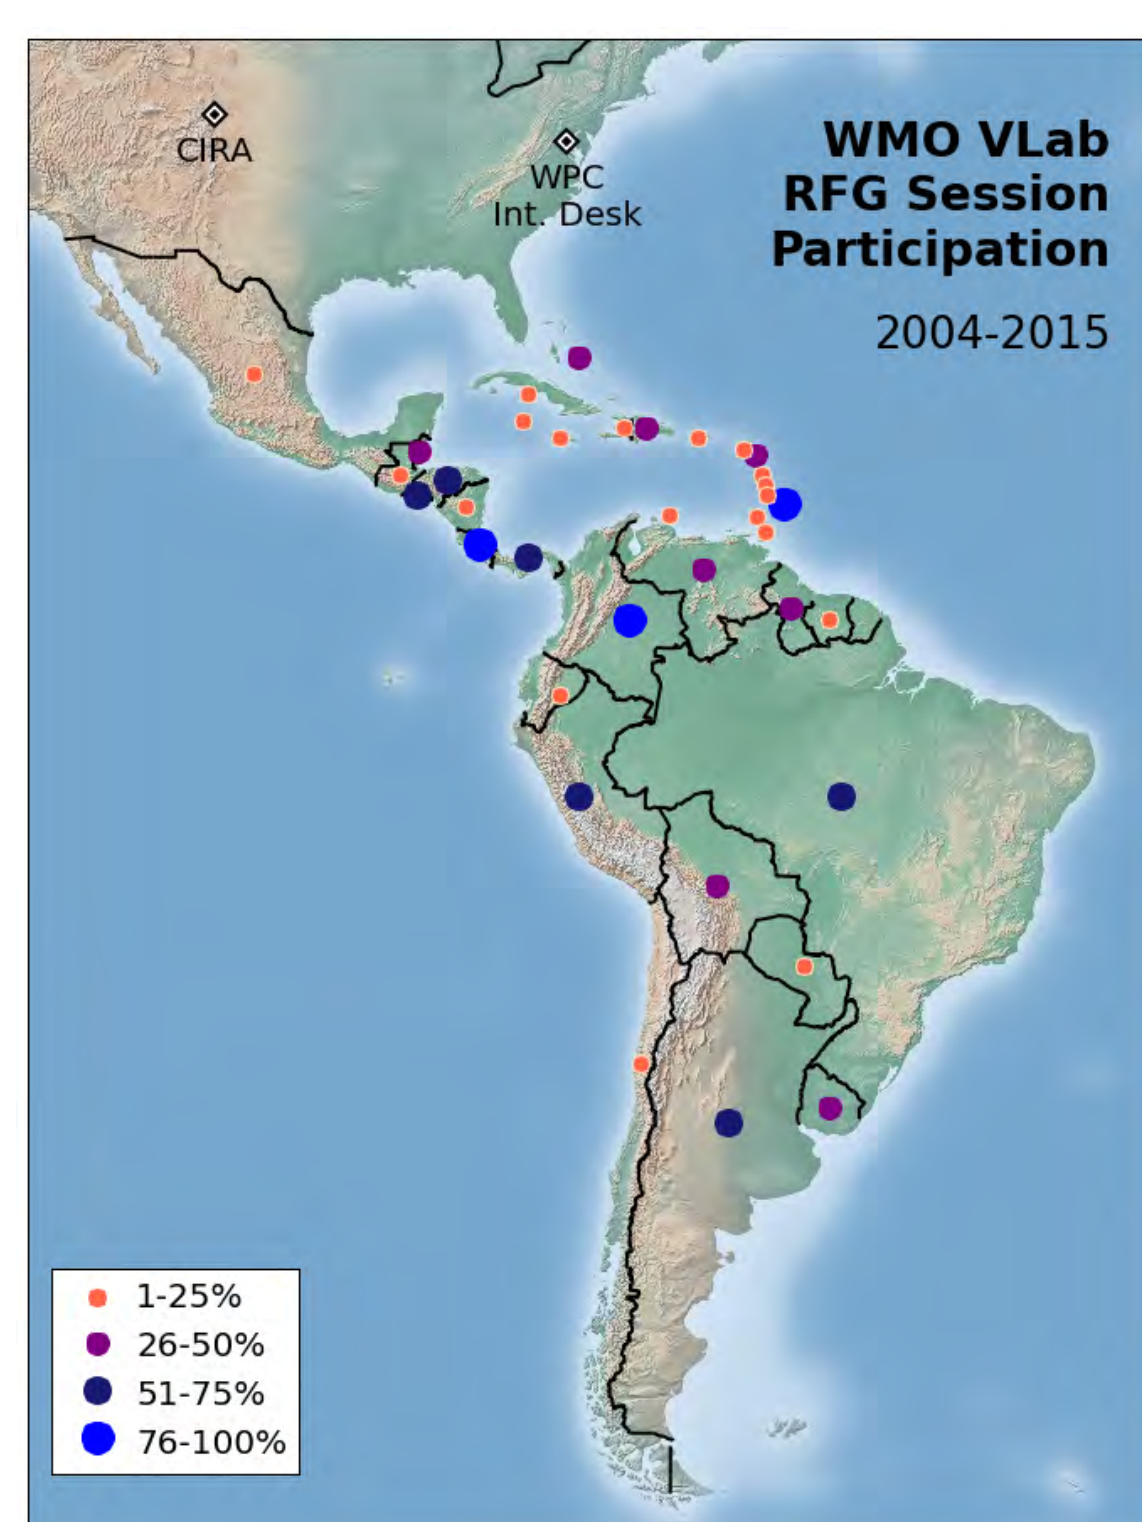 CIRA
WPC
Int. Desk
WMO VLab
RFG Session
Participation
2004-2015
1-25%
26-50%
51-75%
76-100%